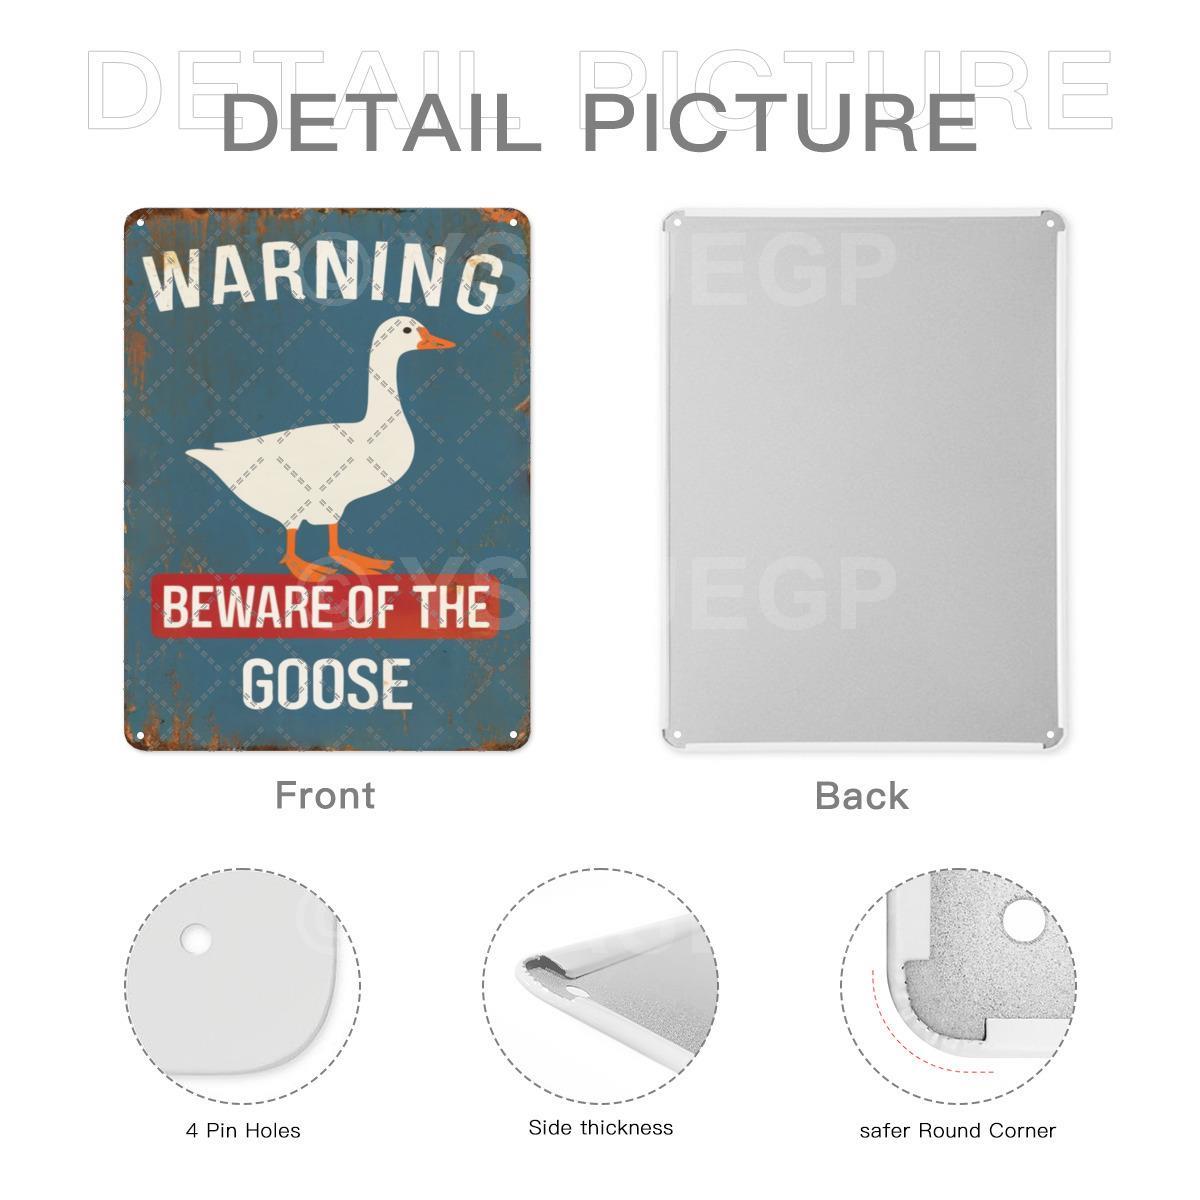 DETAIL PICTURE
DETAIL PICTURE
WARNING
BEWARE OF THE
GOOSE
Front
Back
4 Pin Holes
Side thickness
safer Round Corner